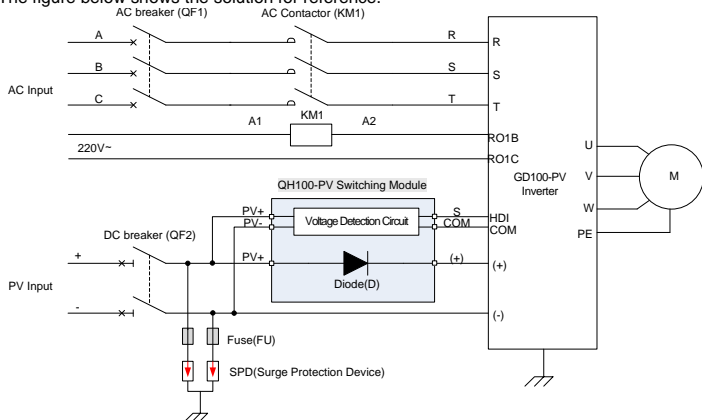 The figure below shows the solution for reference.
AC breaker (QF1) AC Contactor (KM1)
A R R
B S S
AC Input
C T T
A1 KM1 A2
RO1B
220V~
RO1C
U
V
W
PE
M
GD100-PV
Inverter
QH100-PV Switching Module
PV+ Voltage Detection Circuit S HDI
PV- COM COM
DC breaker (QF2)
+ PV+ (+) (+)
Diode(D)
PV Input
- (-)
Fuse(FU)
SPD(Surge Protection Device)